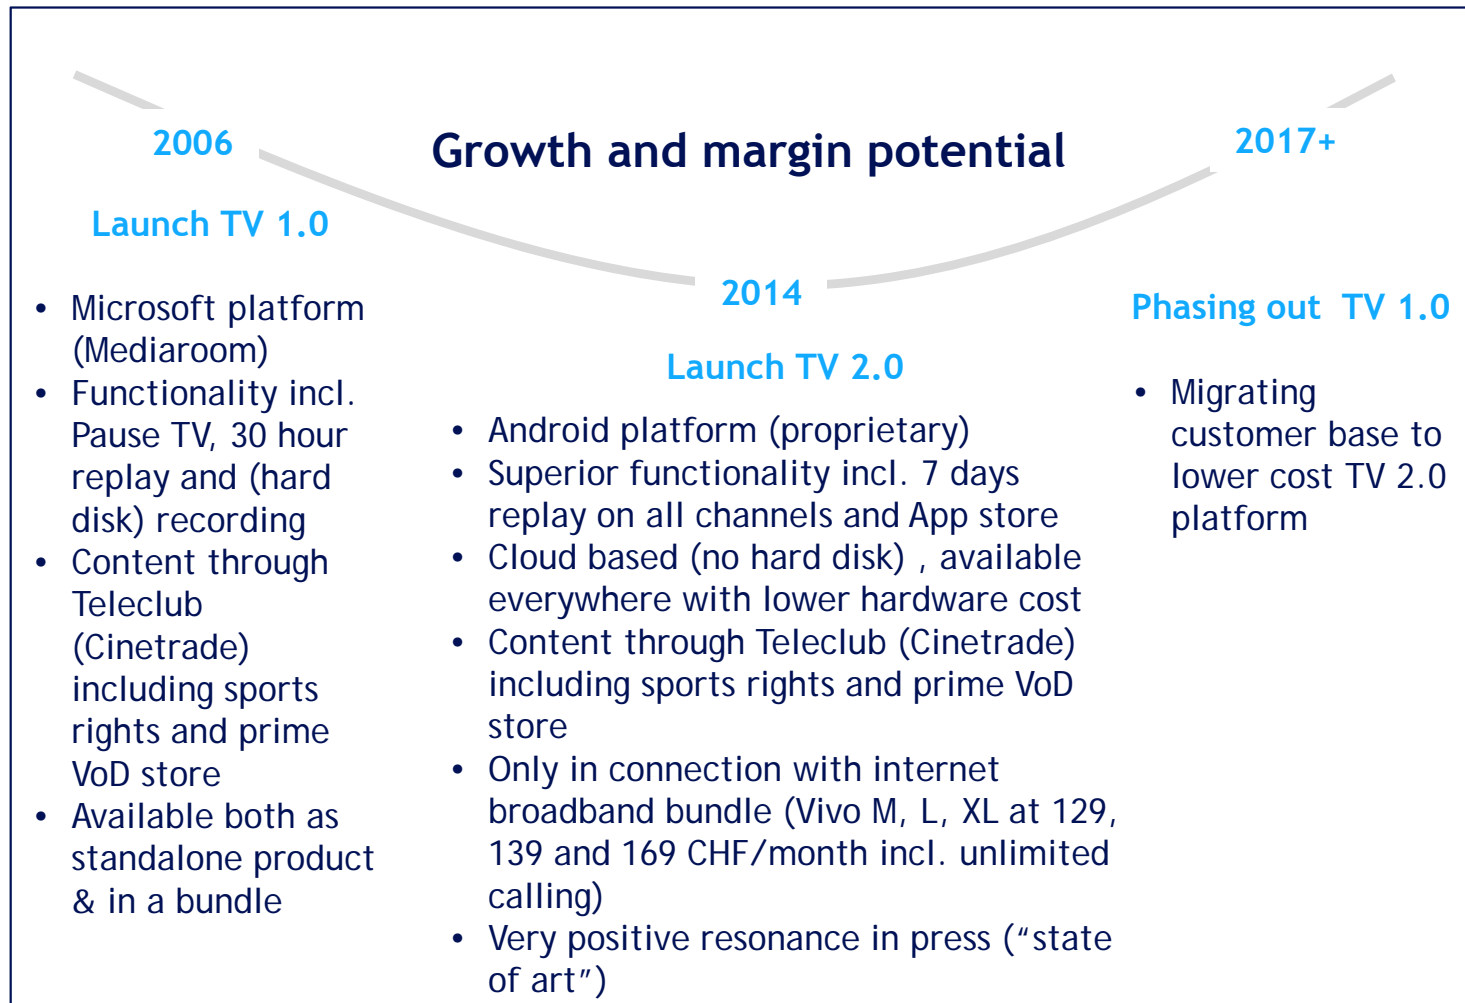 Growth and margin potential
2006
Launch TV 1.0
• Microsoft platform
(Mediaroom)
• Functionality incl.
Pause TV, 30 hour
replay and (hard
disk) recording
• Content through
Teleclub
(Cinetrade)
including sports
rights and prime
VoD store
• Available both as
standalone product
& in a bundle
2014
Launch TV 2.0
• Android platform (proprietary)
• Superior functionality incl. 7 days
replay on all channels and App store
• Cloud based (no hard disk) , available
everywhere with lower hardware cost
• Content through Teleclub (Cinetrade)
including sports rights and prime VoD
store
• Only in connection with internet
broadband bundle (Vivo M, L, XL at 129,
139 and 169 CHF/month incl. unlimited
calling)
• Very positive resonance in press (“state
of art”)
2017+
Phasing out  TV 1.0
• Migrating
customer base to
lower cost TV 2.0
platform